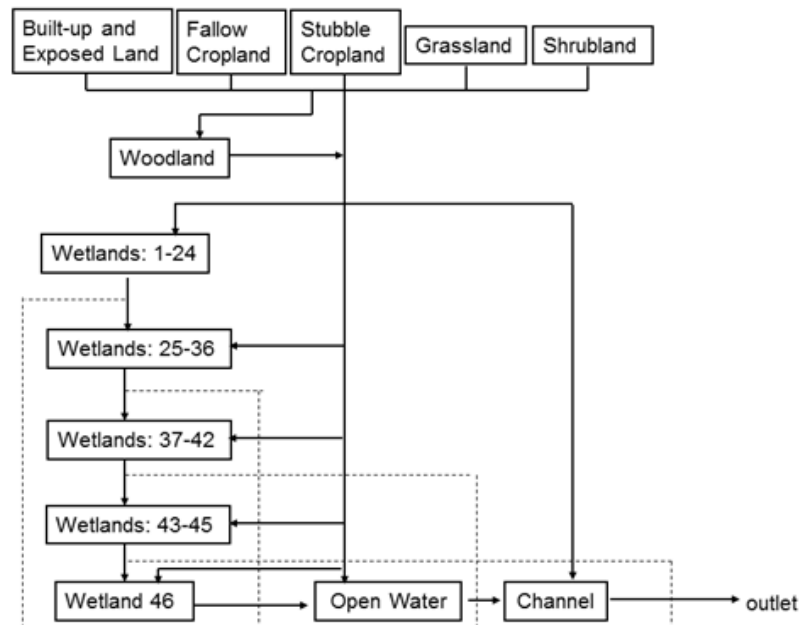 Built-up and
Exposed Land
Fallow
Cropland
Stubble
Cropland
Grassland
Shrubland
Woodland
Wetlands: 1-24
Wetlands: 25-36
Wetlands: 37-42
Wetlands: 43-45
Wetland 46
Open Water
Channel
outlet